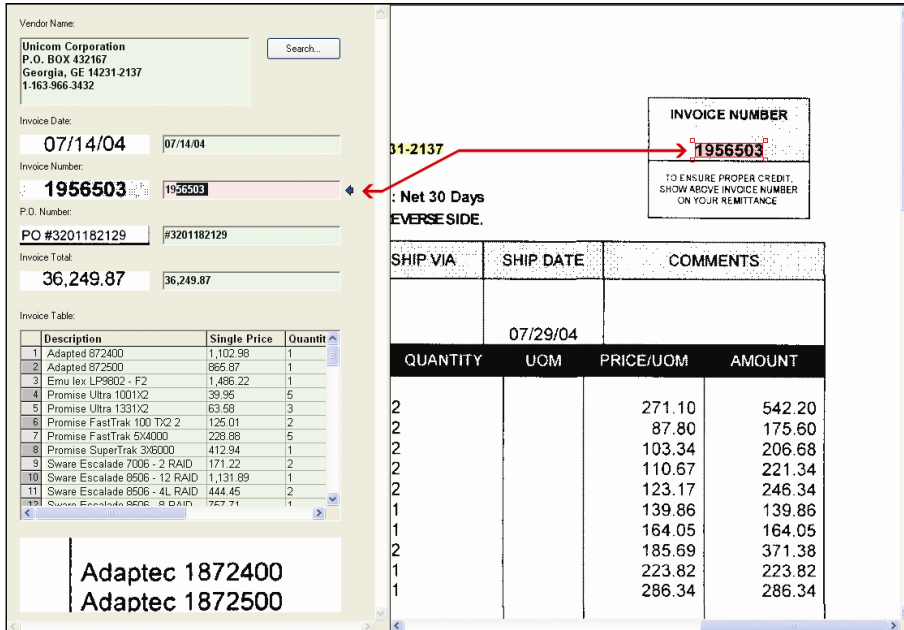 Vendor Name:
Unicom Corporation
P.O. BOX 432167
Georgia, GE 14231-2137
1-163-966-3432
Search...
Invoice Date:
07/14/04
07/14/04
Invoice Number:
1956503
1956503
P.O. Number:
PO #3201182129
#3201182129
Invoice Total:
36,249.87
36,249.87
Invoice Table:
Description Single Price Quantit
1 Adapted 872400 1,102.98 1
2 Adapted 872500 865.87 1
3 Emu lex LP9802 - F2 1,486.22 1
4 Promise Ultra 1001X2 39.95 5
5 Promise Ultra 1331X2 63.58 3
6 Promise FastTrak 100 TX2 2 125.01 2
7 Promise FastTrak 5X4000 228.88 5
8 Promise SuperTrak 3X6000 412.94 1
9 Sware Escalade 7006 - 2 RAID 171.22 2
10 Sware Escalade 8506 - 12 RAID 1,131.89 1
11 Sware Escalade 8506 - 4L RAID 444.45 2
12 Sware Escalade 8506 - 8 RAID 757.71 1
Adaptec 1872400
Adaptec 1872500
INVOICE NUMBER
31-2137
1956503
TO ENSURE PROPER CREDIT,
SHOW ABOVE INVOICE NUMBER
ON YOUR REMITTANCE
: Net 30 Days
EVERSE SIDE.
SHIP VIA SHIP DATE COMMENTS
07/29/04
QUANTITY UOM PRICE/UOM AMOUNT
2 271.10 542.20
2 87.80 175.60
2 103.34 206.68
2 110.67 221.34
2 123.17 246.34
1 139.86 139.86
1 164.05 164.05
2 185.69 371.38
1 223.82 223.82
1 286.34 286.34